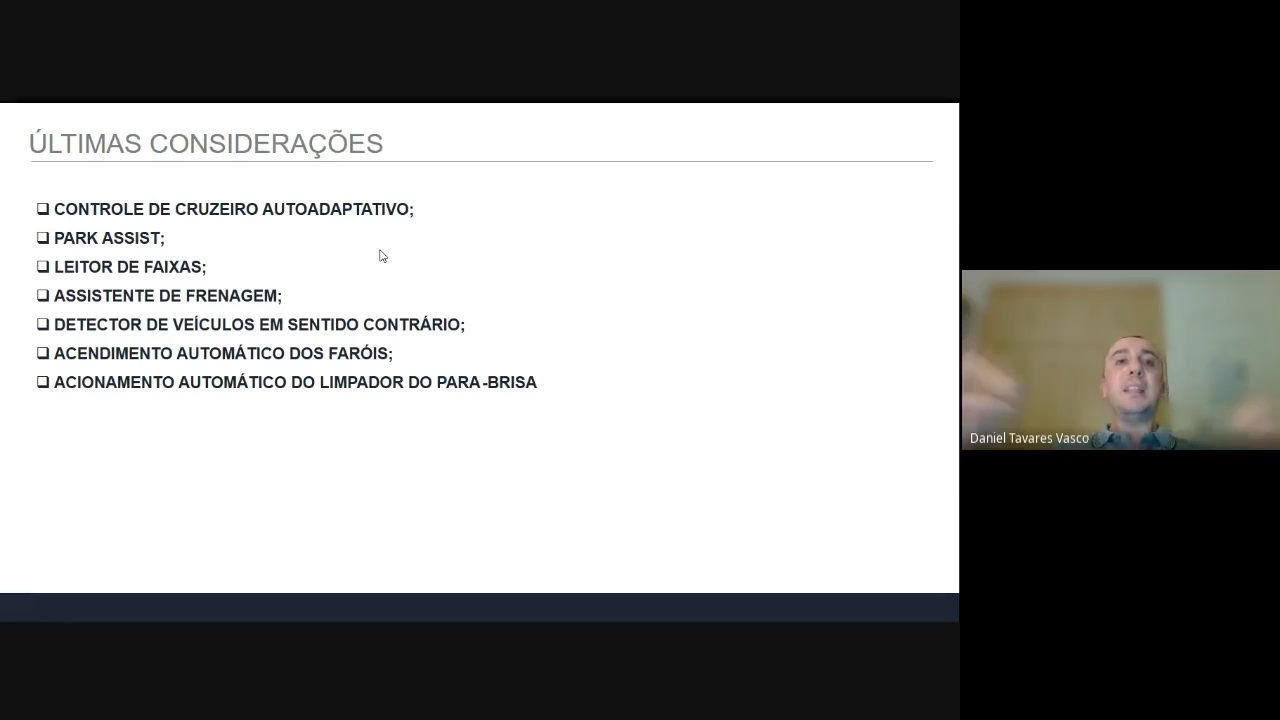 ÚLTIMAS CONSIDERAÇÕES
❑ CONTROLE DE CRUZEIRO AUTOADAPTATIVO;
❑ PARK ASSIST;
❑ LEITOR DE FAIXAS;
❑ ASSISTENTE DE FRENAGEM;
❑ DETECTOR DE VEÍCULOS EM SENTIDO CONTRÁRIO;
❑ ACENDIMENTO AUTOMÁTICO DOS FARÓIS;
❑ ACIONAMENTO AUTOMÁTICO DO LIMPADOR DO PARA-BRISA
Daniel Tavares Vasco